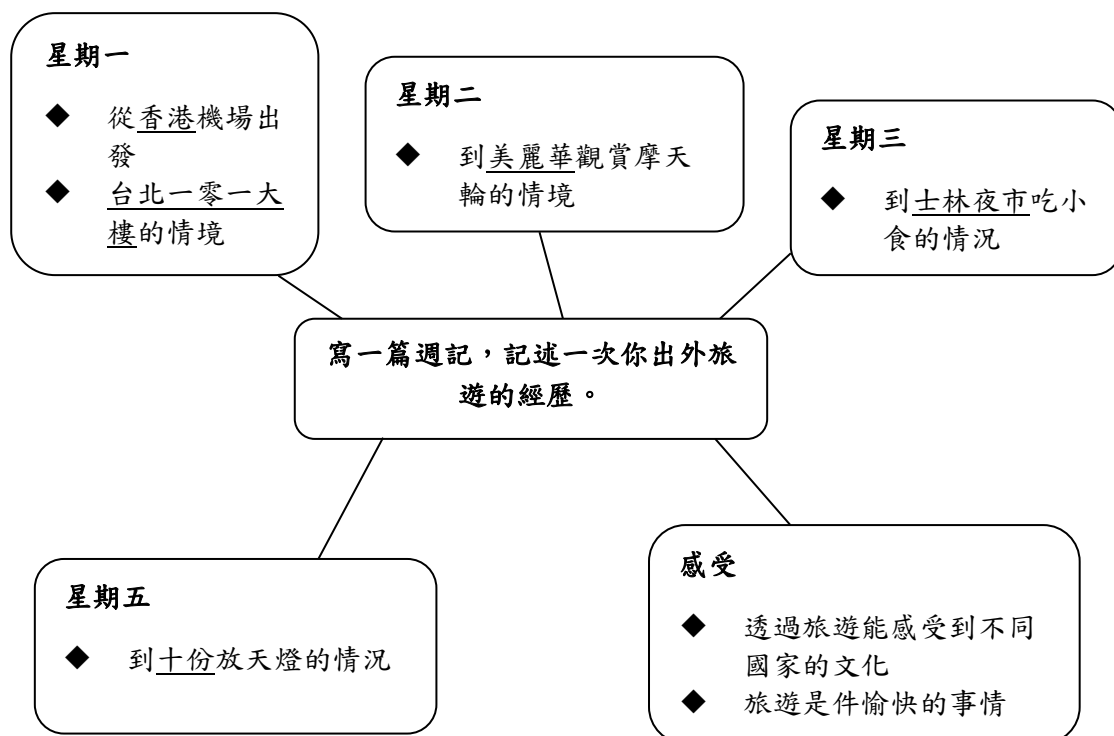 星期一
◆ 從香港機場出
發
◆ 台北一零一大
樓的情境
星期二
◆ 到美麗華觀賞摩天
輪的情境
星期三
◆ 到士林夜市吃小
食的情況
寫一篇週記，記述一次你出外旅
遊的經歷。
星期五
◆ 到十份放天燈的情況
感受
◆ 透過旅遊能感受到不同
國家的文化
◆ 旅遊是件愉快的事情